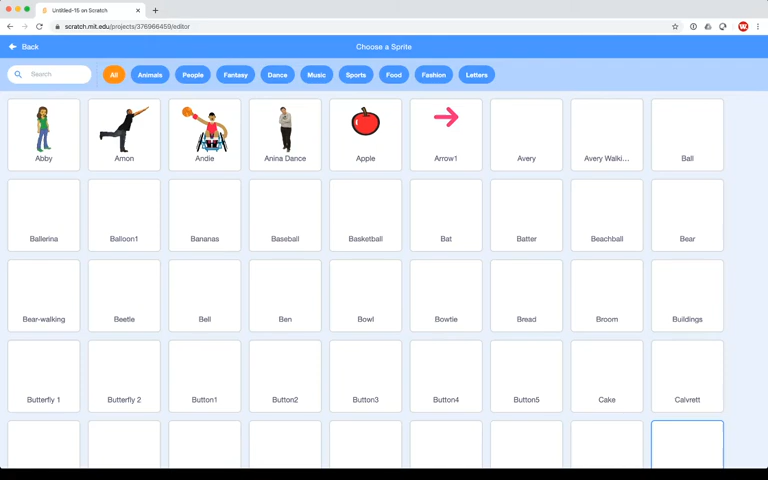 Untitled-15 on Scratch
scratch.mit.edu/projects/376966459/editor
Back
Choose a Sprite
Search
All
Animals
People
Fantasy
Dance
Music
Sports
Food
Fashion
Letters
Abby
Amon
Andie
Anina Dance
Apple
Arrow1
Avery
Avery Walki...
Ball
Ballerina
Balloon1
Bananas
Baseball
Basketball
Bat
Batter
Beachball
Bear
Bear-walking
Beetle
Bell
Ben
Bowl
Bowtie
Bread
Broom
Buildings
Butterfly 1
Butterfly 2
Button1
Button2
Button3
Button4
Button5
Cake
Calvrett